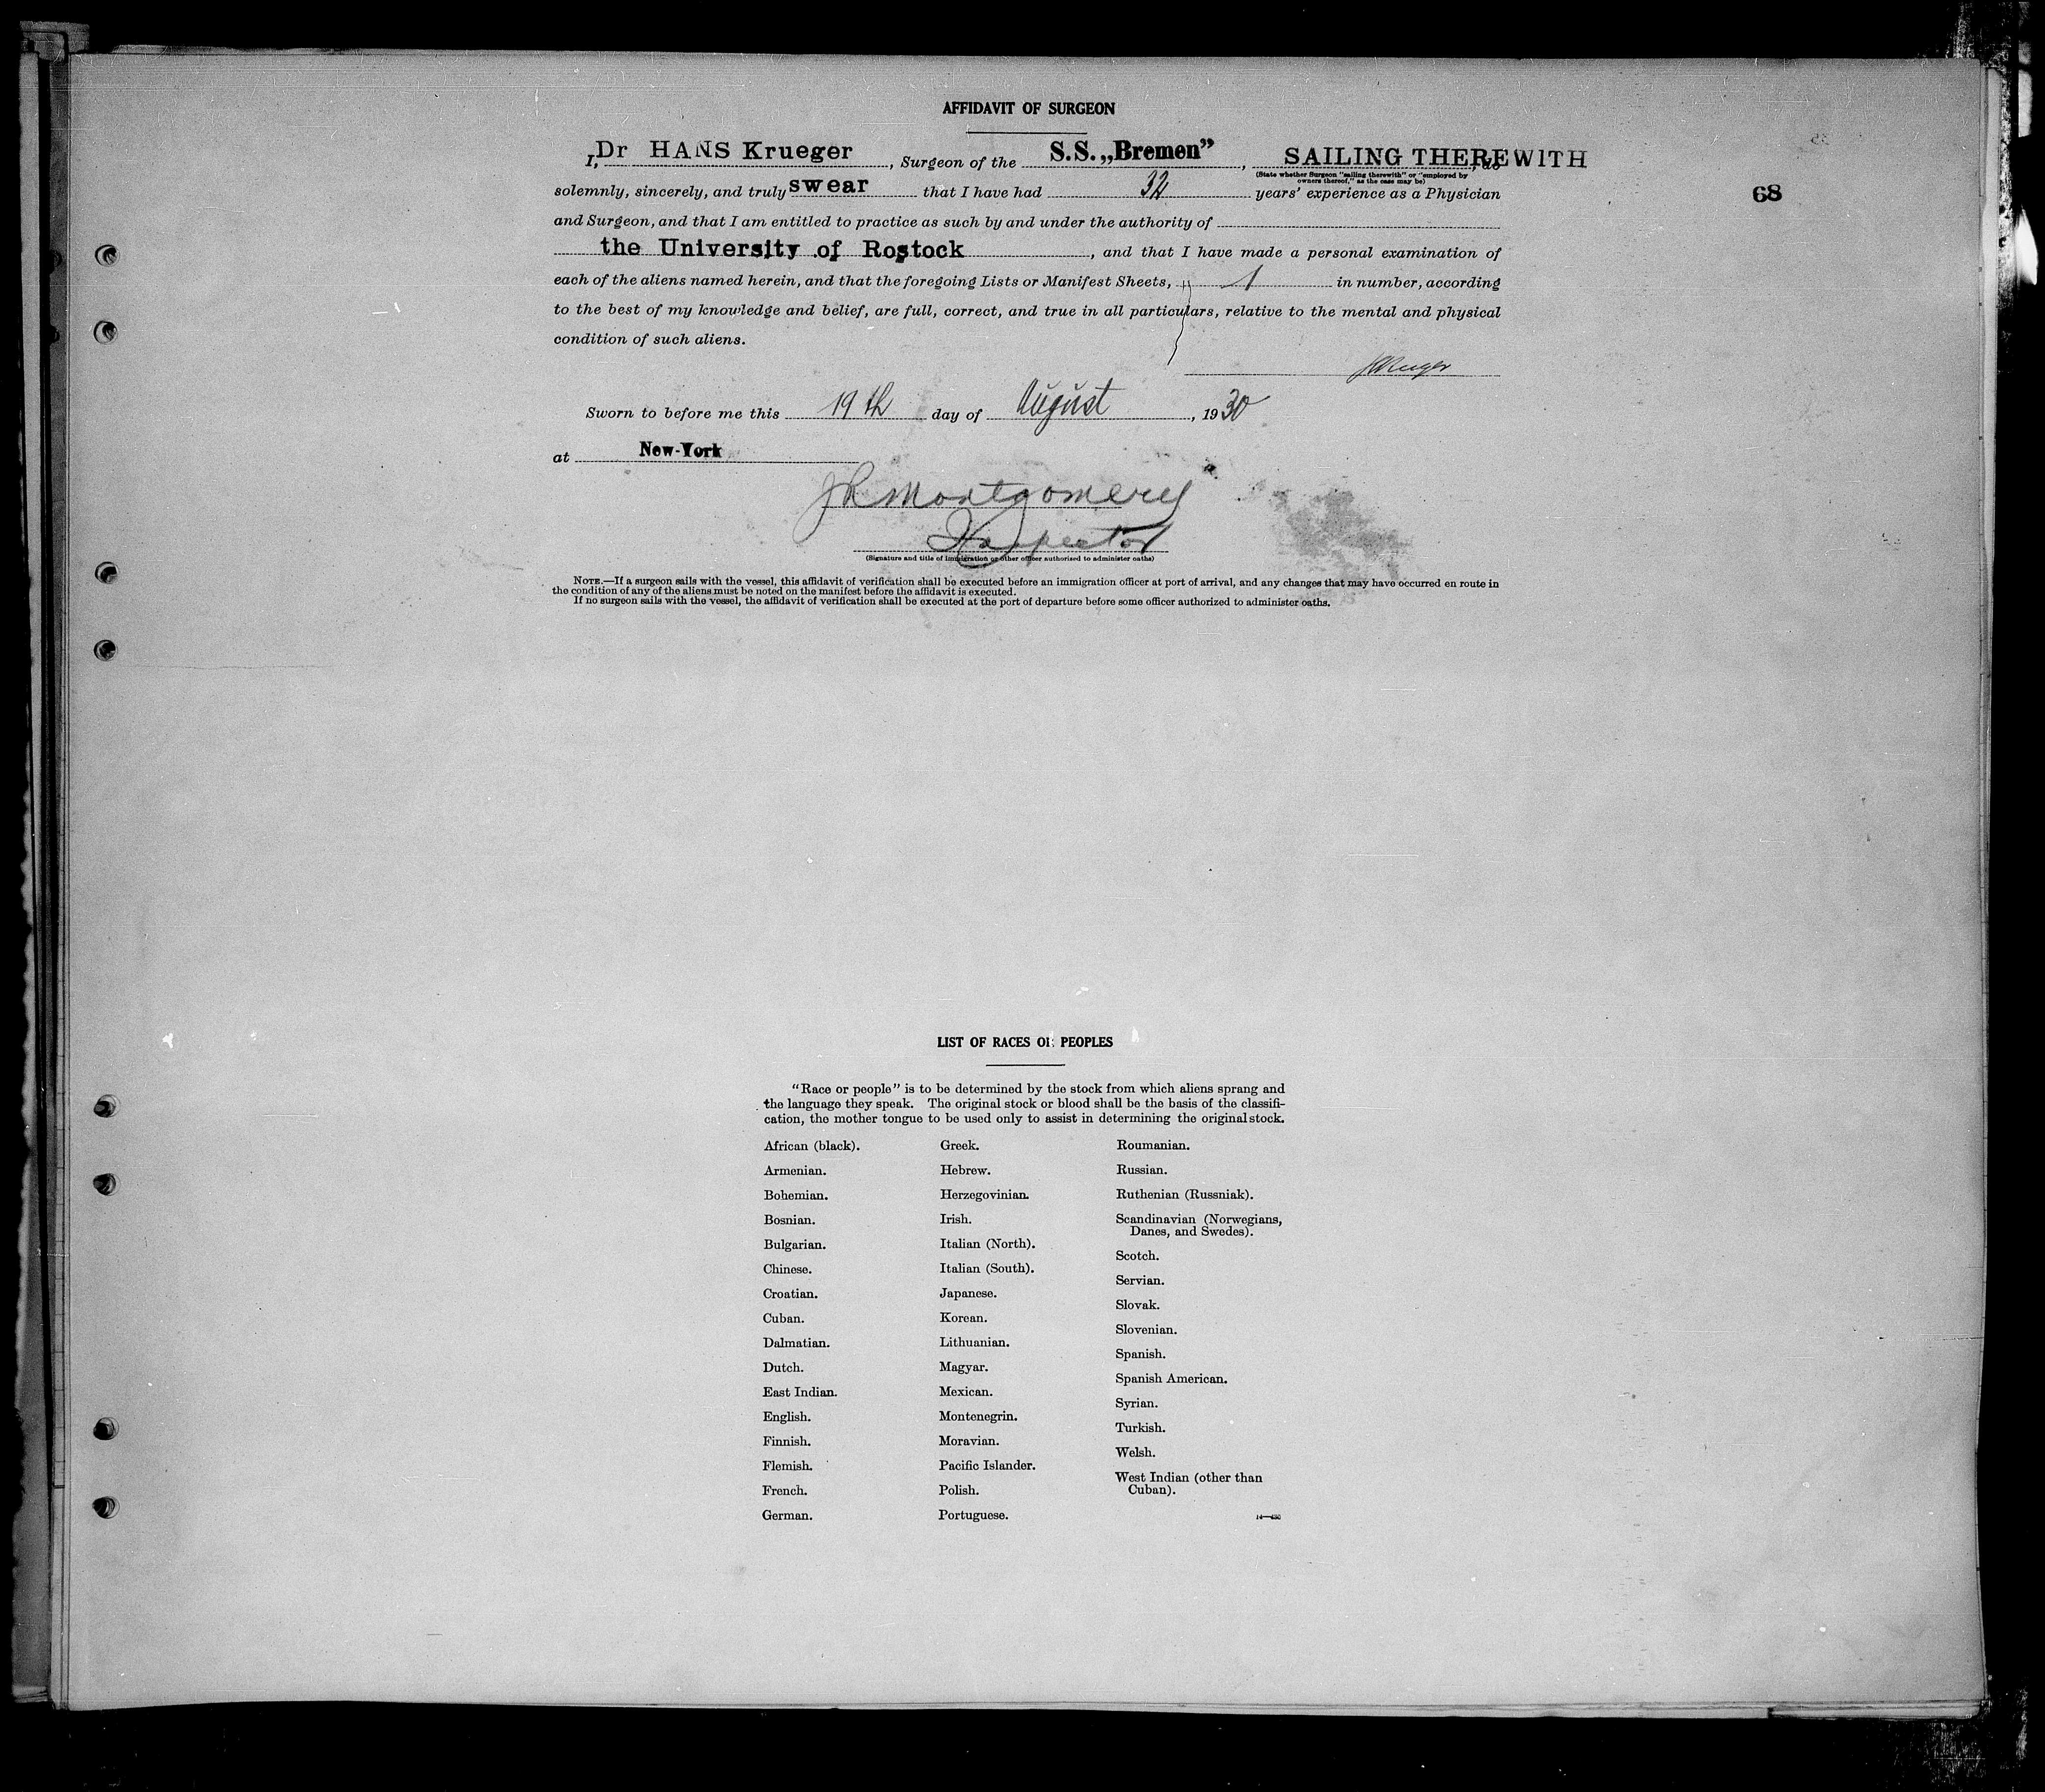 AFFIDAVIT OF SURGEON
I, Dr HANS Krueger, Surgeon of the S.S. „Bremen”, SAILING THEREWITH, do
(State whether Surgeon "sailing therewith" or "employed by
owners thereof," as the case may be)
68
solemnly, sincerely, and truly swear that I have had 32 years' experience as a Physician
and Surgeon, and that I am entitled to practice as such by and under the authority of
the University of Rostock, and that I have made a personal examination of
each of the aliens named herein, and that the foregoing Lists or Manifest Sheets, 1 in number, according
to the best of my knowledge and belief, are full, correct, and true in all particulars, relative to the mental and physical
condition of such aliens.
Sworn to before me this 19th day of August, 1930
at New-York
JR Montgomery
Inspector
(Signature and title of immigration or other officer authorised to administer oaths)
NOTE.—If a surgeon sails with the vessel, this affidavit of verification shall be executed before an immigration officer at port of arrival, and any changes that may have occurred en route in
the condition of any of the aliens must be noted on the manifest before the affidavit is executed.
If no surgeon sails with the vessel, the affidavit of verification shall be executed at the port of departure before some officer authorized to administer oaths.
LIST OF RACES OR PEOPLES
"Race or people" is to be determined by the stock from which aliens sprang and
the language they speak. The original stock or blood shall be the basis of the classifi-
cation, the mother tongue to be used only to assist in determining the original stock.
African (black).
Armenian.
Bohemian.
Bosnian.
Bulgarian.
Chinese.
Croatian.
Cuban.
Dalmatian.
Dutch.
East Indian.
English.
Finnish.
Flemish.
French.
German.
Greek.
Hebrew.
Herzegovinian.
Irish.
Italian (North).
Italian (South).
Japanese.
Korean.
Lithuanian.
Magyar.
Mexican.
Montenegrin.
Moravian.
Pacific Islander.
Polish.
Portuguese.
Roumanian.
Russian.
Ruthenian (Russniak).
Scandinavian (Norwegians,
Danes, and Swedes).
Scotch.
Servian.
Slovak.
Slovenian.
Spanish.
Spanish American.
Syrian.
Turkish.
Welsh.
West Indian (other than
Cuban).